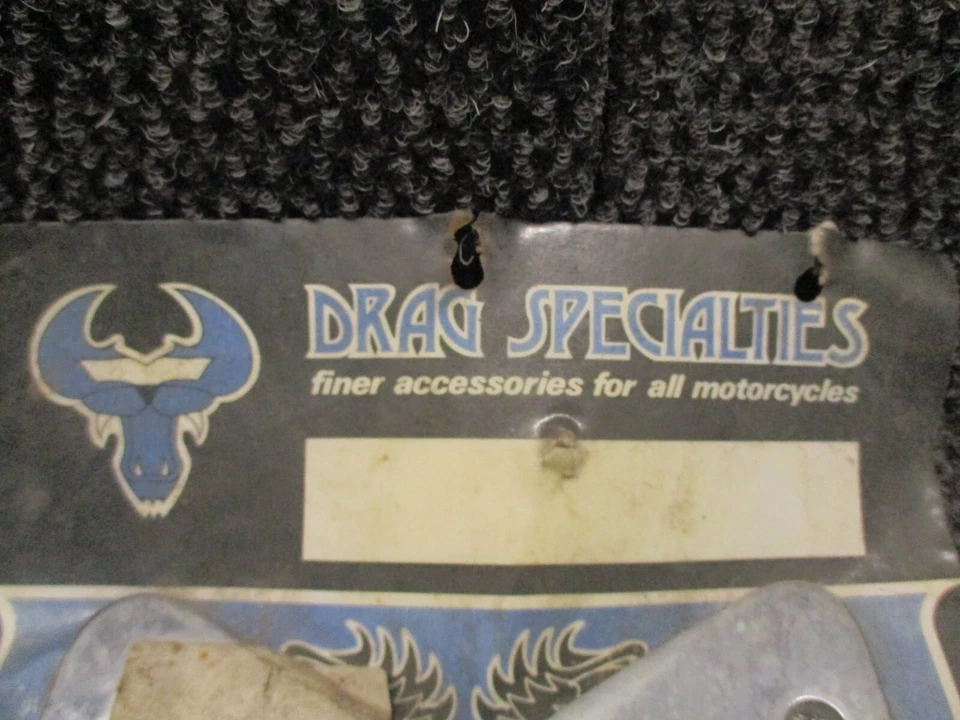 DRAG SPECIALTIES
finer accessories for all motorcycles